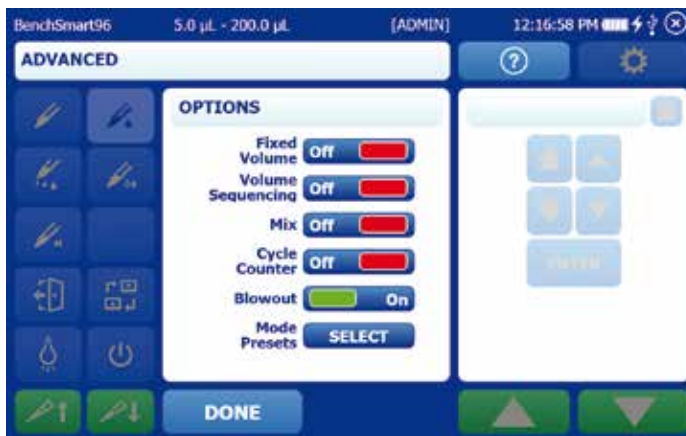 BenchSmart96 5.0 µL - 200.0 µL [ADMIN] 12:16:58 PM
ADVANCED ?
OPTIONS
Fixed
Volume Off
Volume
Sequencing Off
Mix Off
Cycle
Counter Off
Blowout On
Mode
Presets SELECT
ENTER
DONE